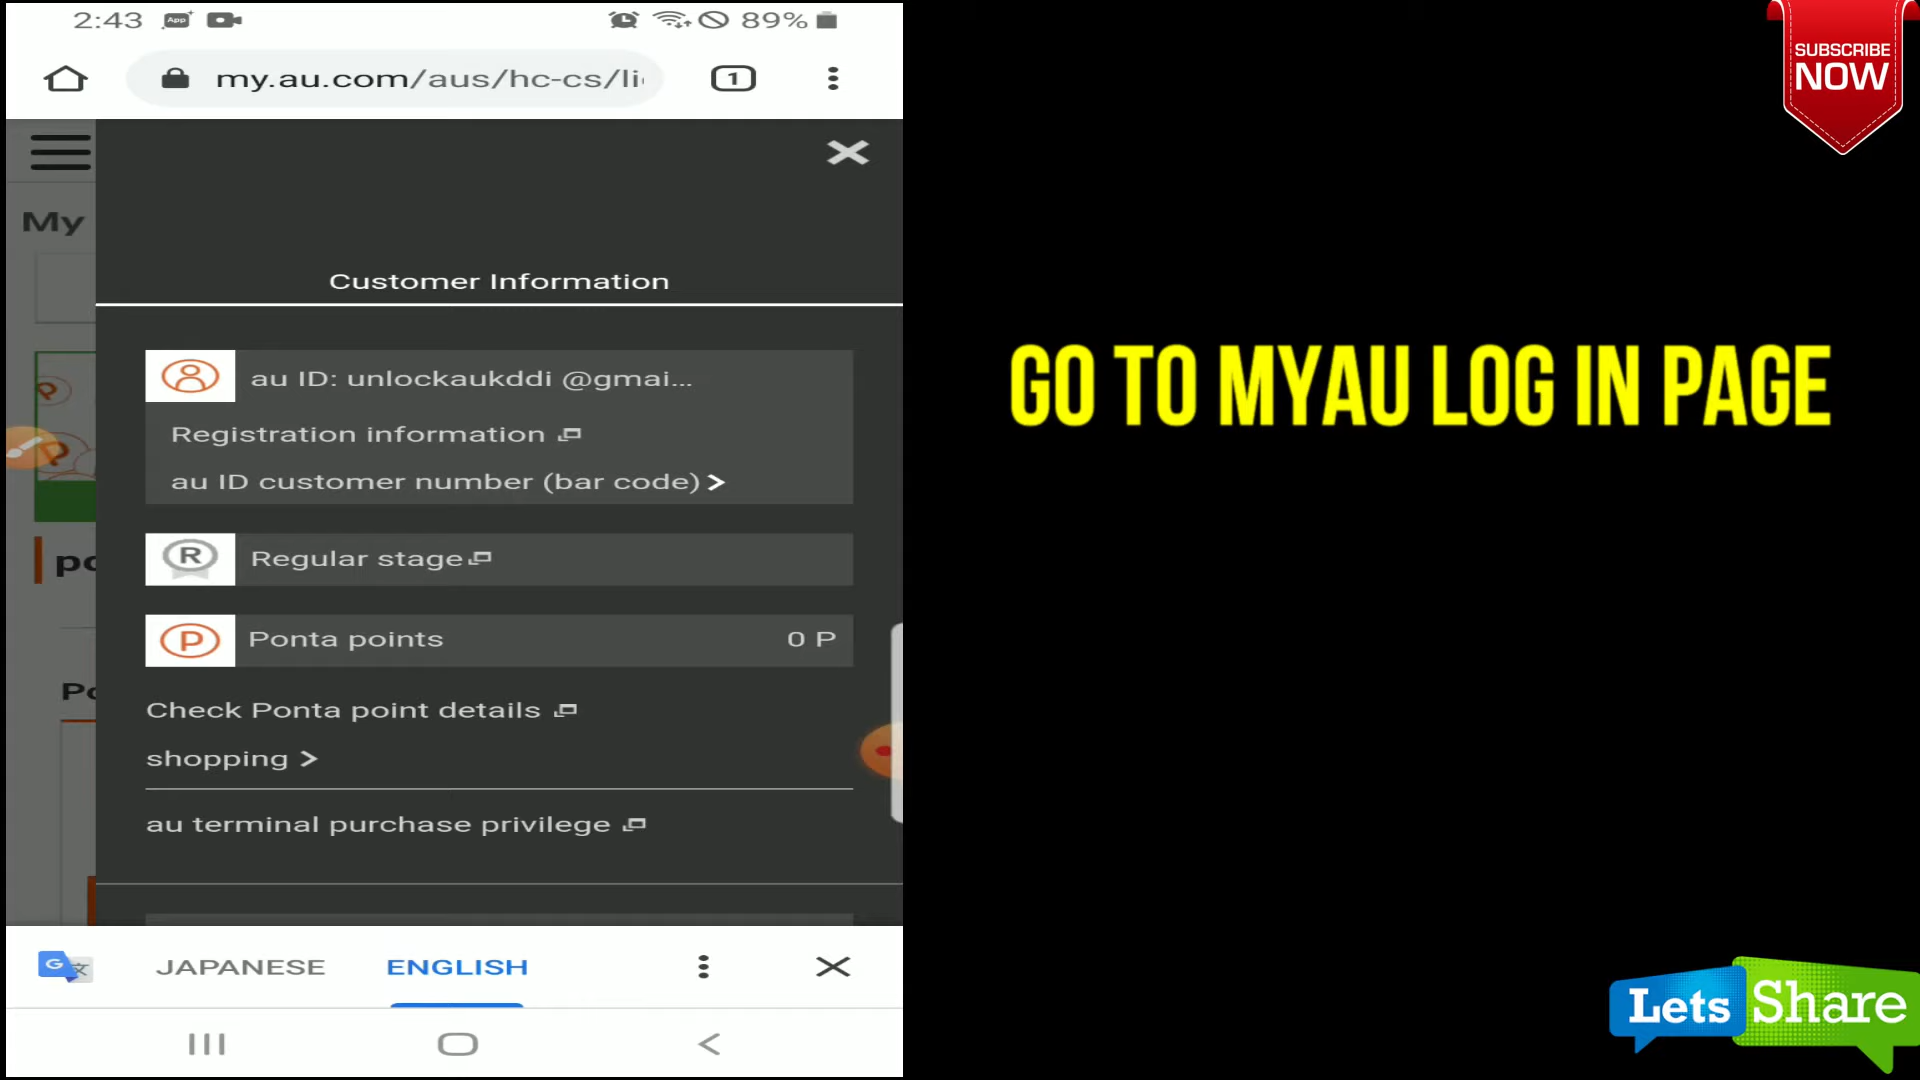 2:43
App
89%
my.au.com/aus/hc-cs/li
1
SUBSCRIBE
NOW
My
Customer Information
au ID: unlockaukddi @gmai...
Registration information
au ID customer number (bar code)
R
Regular stage
P
Ponta points
0 P
Check Ponta point details
shopping
au terminal purchase privilege
GO TO MYAU LOG IN PAGE
G
文
JAPANESE
ENGLISH
Lets
Share